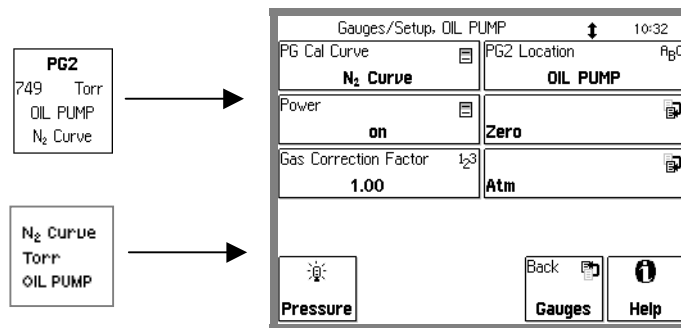 PG2
749 Torr
OIL PUMP
N₂ Curve
N₂ Curve
Torr
OIL PUMP
Gauges/Setup, OIL PUMP 10:32
PG Cal Curve
N₂ Curve
PG2 Location ABC
OIL PUMP
Power
on
Zero
Gas Correction Factor 123
1.00
Atm
Pressure
Back
Gauges
Help